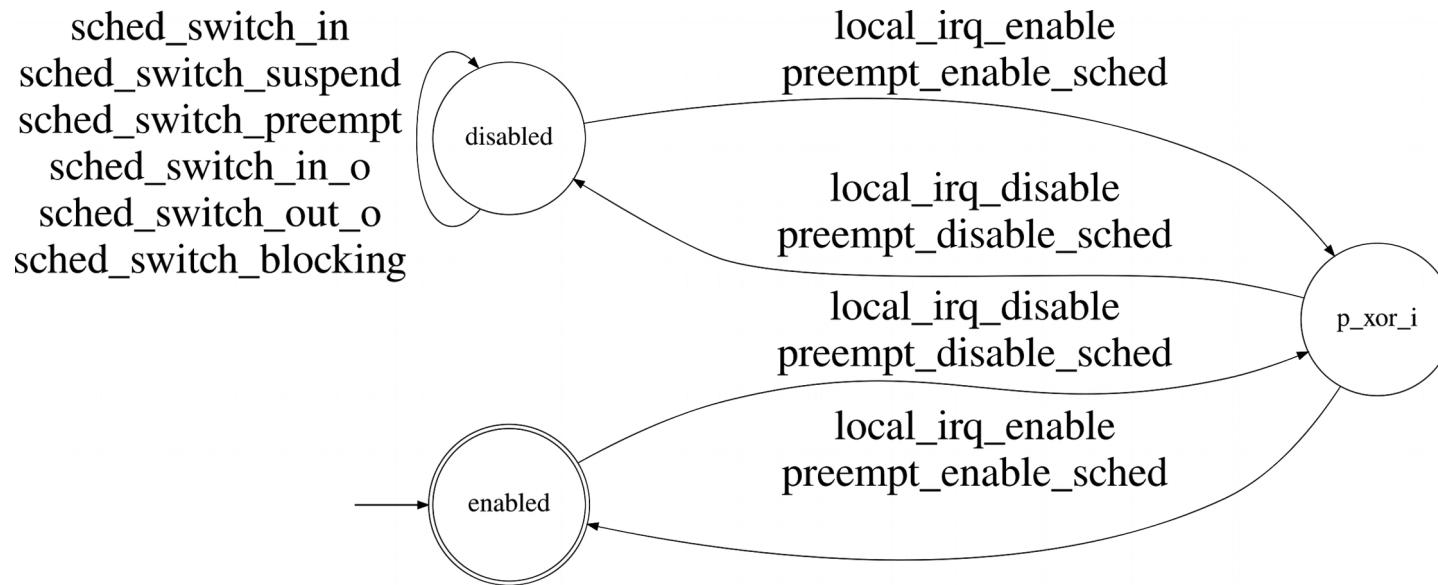 sched_switch_in
sched_switch_suspend
sched_switch_preempt
sched_switch_in_o
sched_switch_out_o
sched_switch_blocking
disabled
local_irq_enable
preempt_enable_sched
local_irq_disable
preempt_disable_sched
p_xor_i
local_irq_disable
preempt_disable_sched
local_irq_enable
preempt_enable_sched
enabled